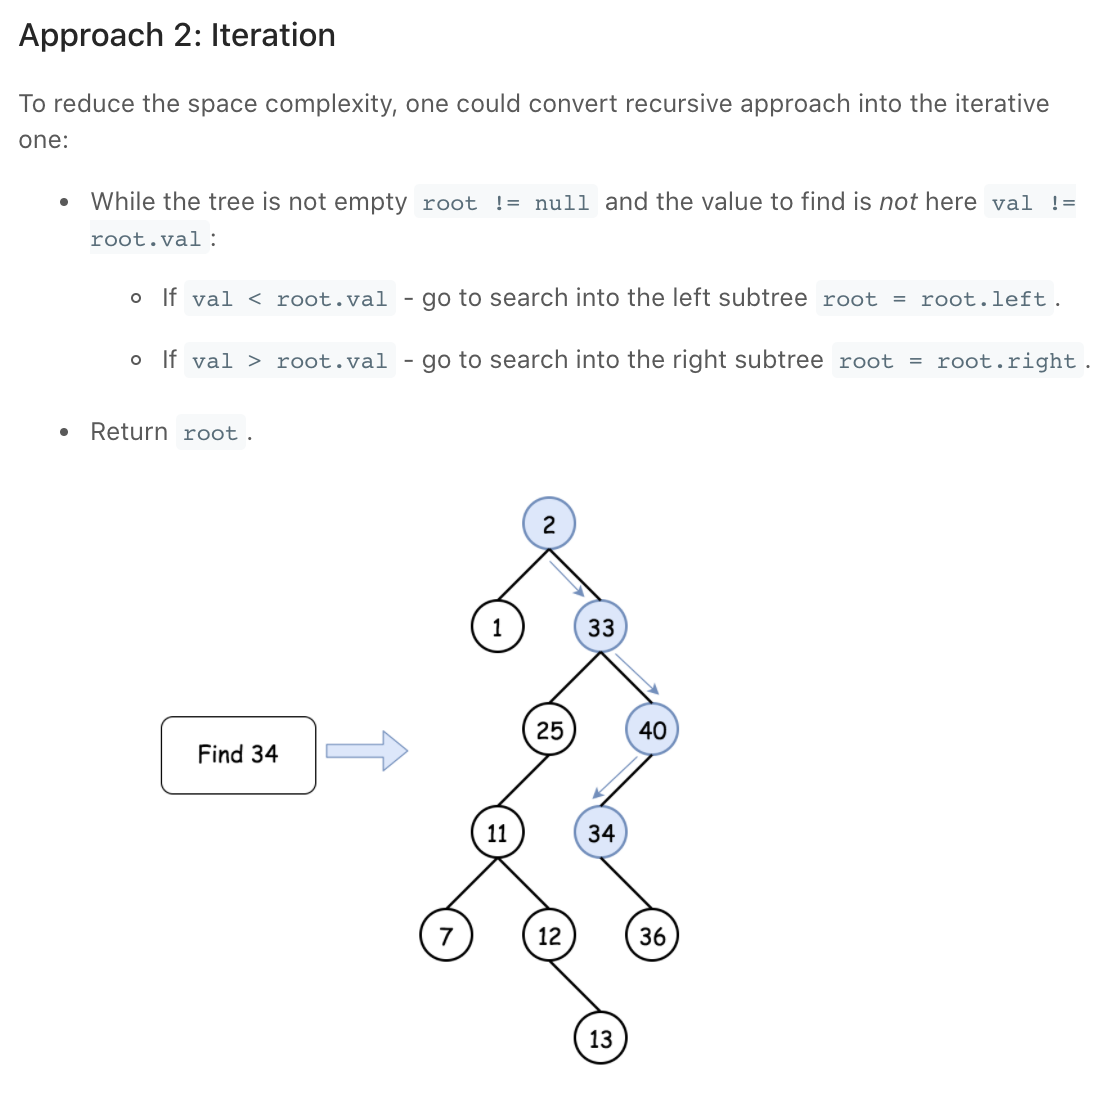 Approach 2: Iteration
To reduce the space complexity, one could convert recursive approach into the iterative
one:
• While the tree is not empty root != null and the value to find is not here val !=
root.val :
○ If val < root.val - go to search into the left subtree root = root.left .
○ If val > root.val - go to search into the right subtree root = root.right .
• Return root .
2
1 33
25 40
Find 34
11 34
7 12 36
13